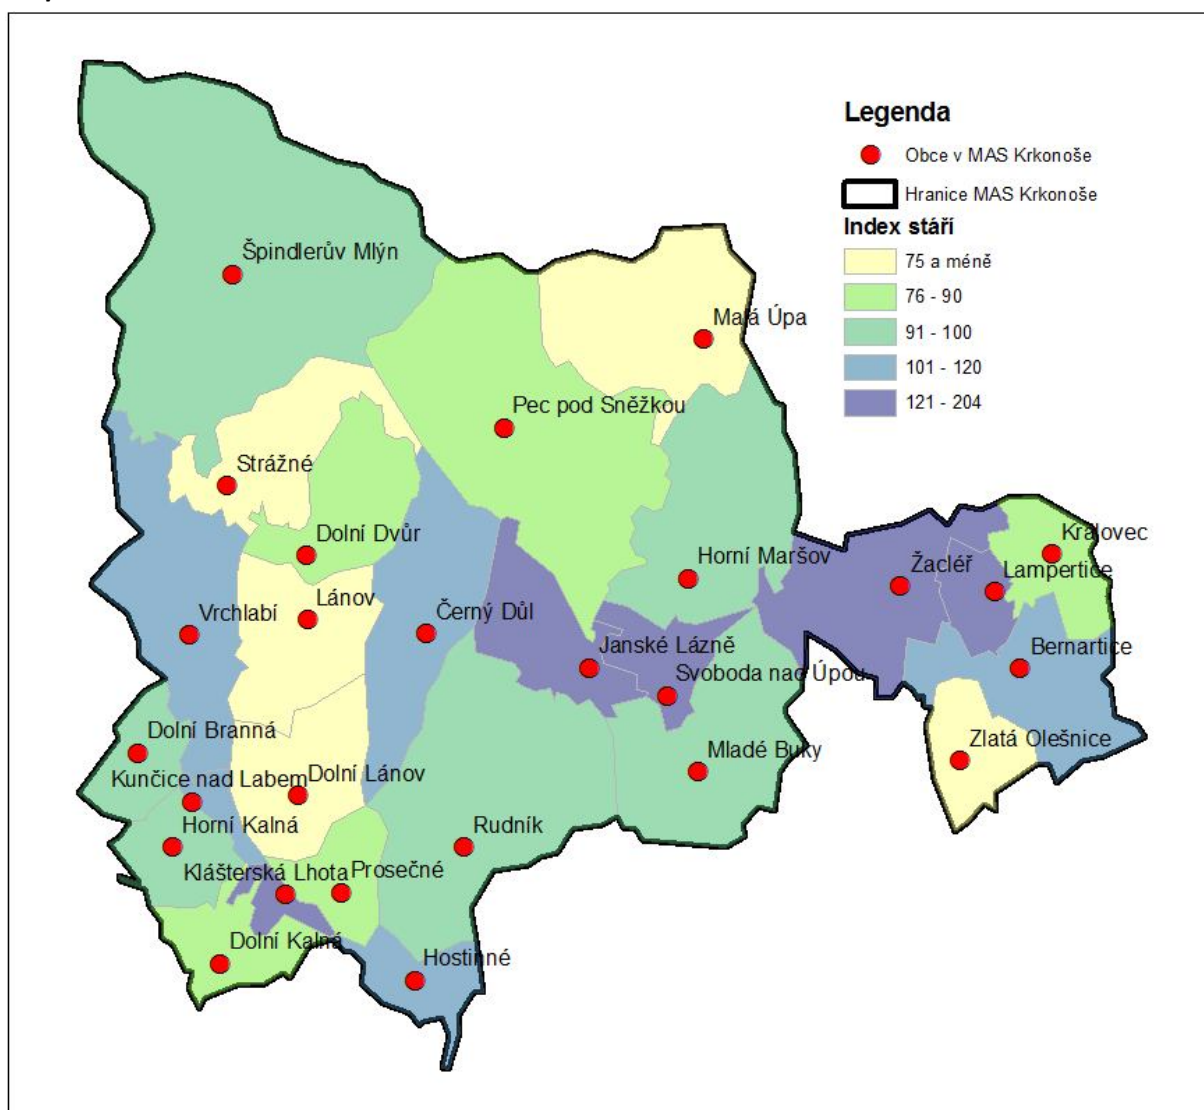 Legenda
Obce v MAS Krkonoše
Hranice MAS Krkonoše
Index stáří
75 a méně
76 - 90
91 - 100
101 - 120
121 - 204
Špindlerův Mlýn
Malá Úpa
Pec pod Sněžkou
Strážné
Dolní Dvůr
Královec
Horní Maršov
Žacléř
Lampertice
Lánov
Vrchlabí
Černý Důl
Janské Lázně
Bernartice
Svoboda nad Úpou
Dolní Branná
Mladé Buky
Zlatá Olešnice
Kunčice nad Labem
Dolní Lánov
Horní Kalná
Rudník
Klášterská Lhota
Prosečné
Dolní Kalná
Hostinné